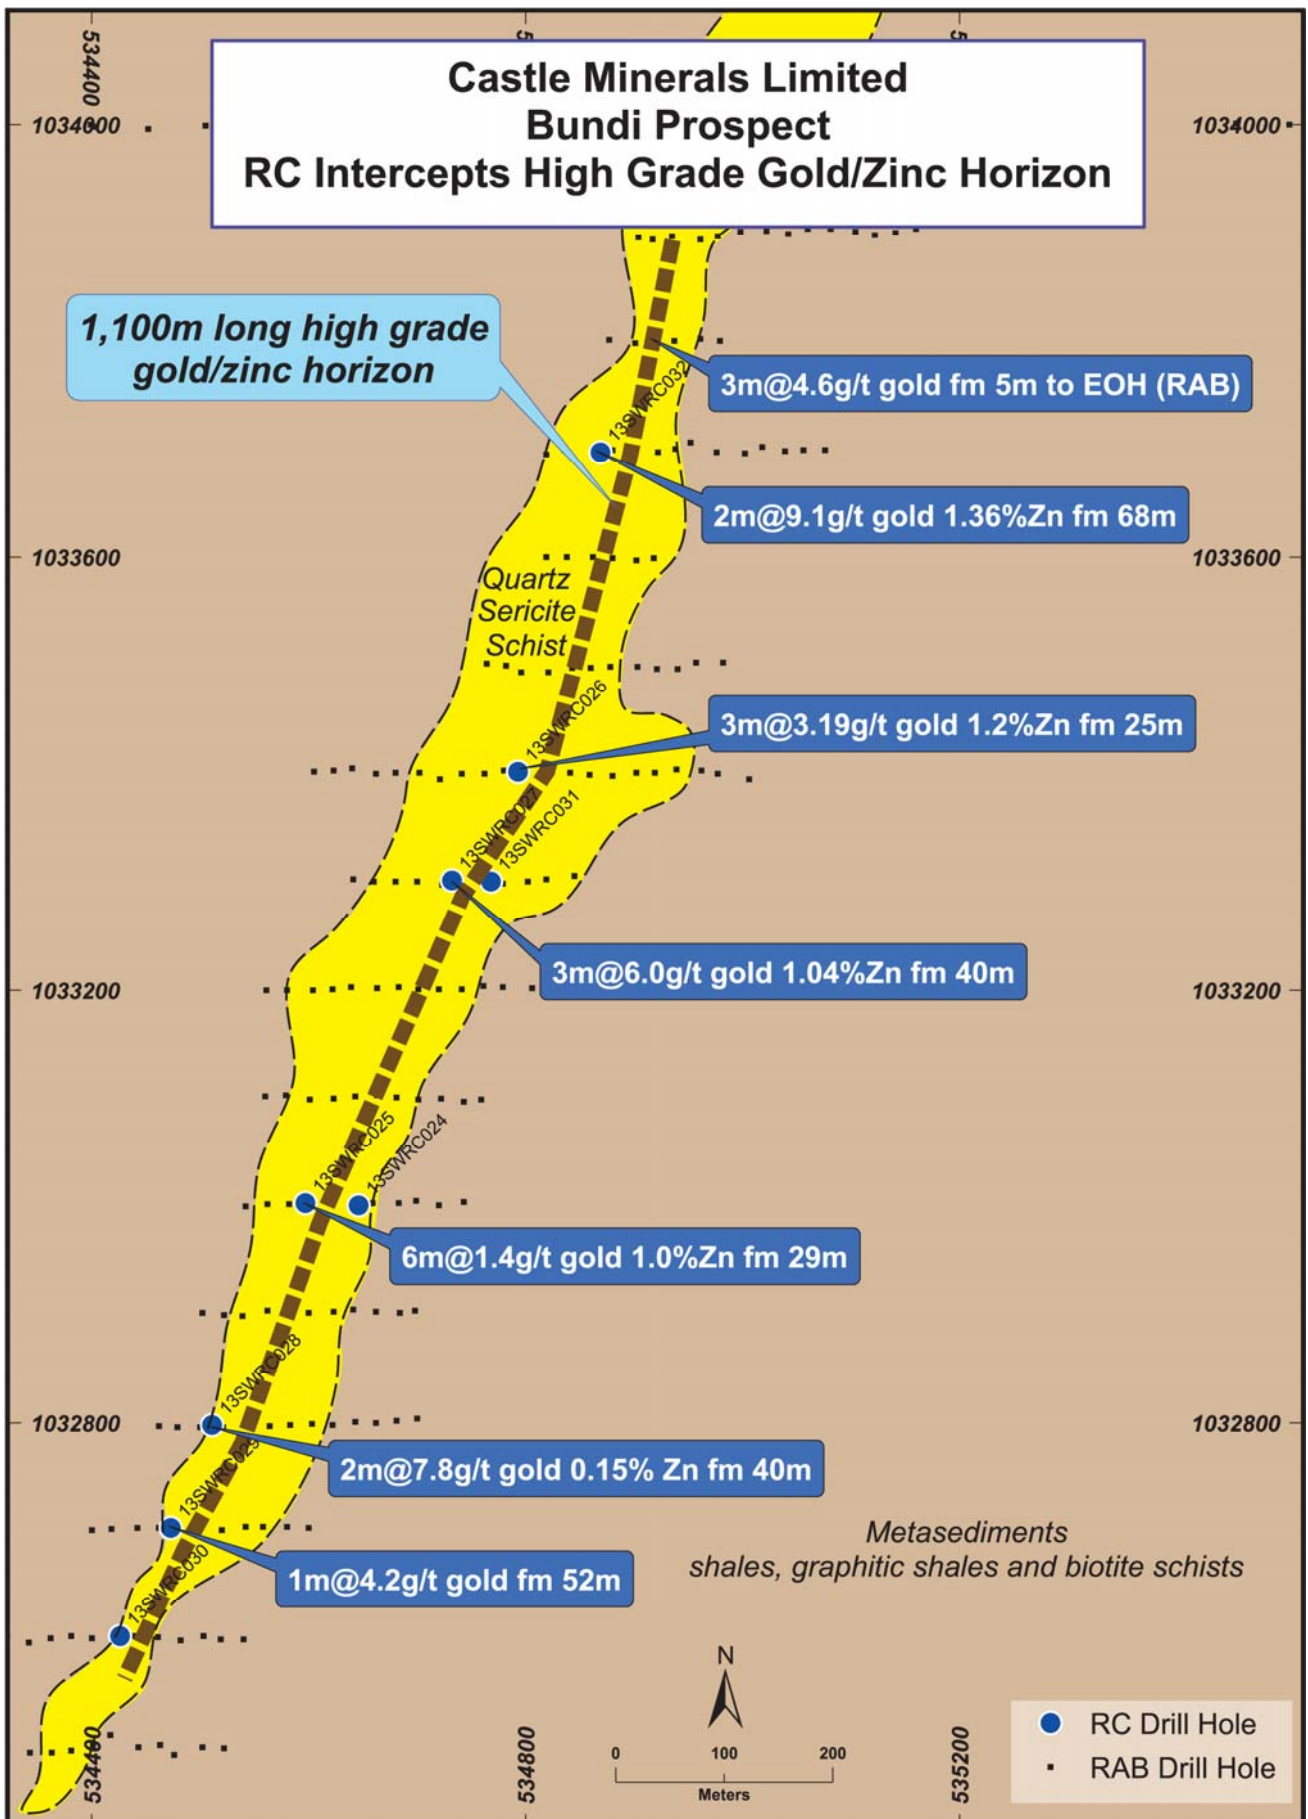 534400
5
5
Castle Minerals Limited
Bundi Prospect
RC Intercepts High Grade Gold/Zinc Horizon
1034000
1034000
1,100m long high grade
gold/zinc horizon
3m@4.6g/t gold fm 5m to EOH (RAB)
13SWRC032
2m@9.1g/t gold 1.36%Zn fm 68m
1033600
1033600
Quartz
Sericite
Schist
13SWRC026
3m@3.19g/t gold 1.2%Zn fm 25m
13SWRC027
13SWRC031
3m@6.0g/t gold 1.04%Zn fm 40m
1033200
1033200
13SWRC025
13SWRC024
6m@1.4g/t gold 1.0%Zn fm 29m
13SWRC028
1032800
1032800
2m@7.8g/t gold 0.15% Zn fm 40m
13SWRC029
Metasediments
shales, graphitic shales and biotite schists
1m@4.2g/t gold fm 52m
13SWRC030
N
0 100 200
Meters
RC Drill Hole
RAB Drill Hole
534400
534800
535200